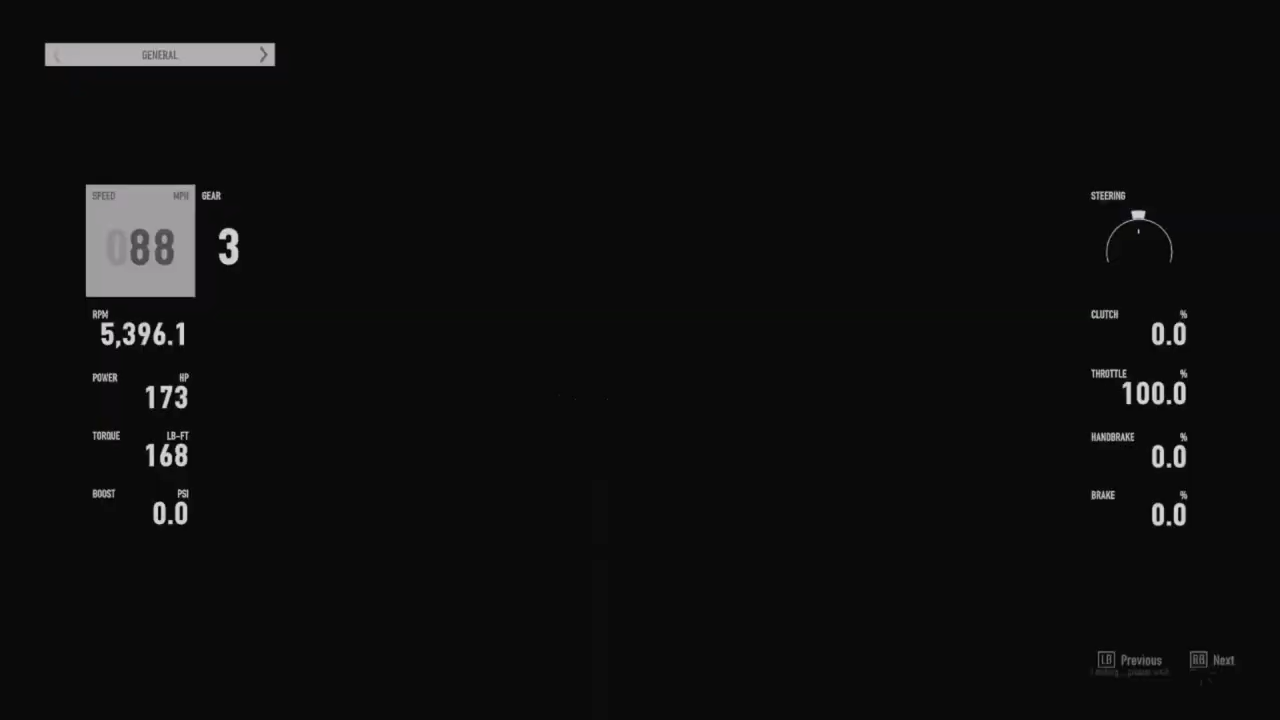 GENERAL
SPEED MPH GEAR
088 3
RPM
5,396.1
POWER HP
173
TORQUE LB-FT
168
BOOST PSI
0.0
STEERING
CLUTCH %
0.0
THROTTLE %
100.0
HANDBRAKE %
0.0
BRAKE %
0.0
LB Previous RB Next